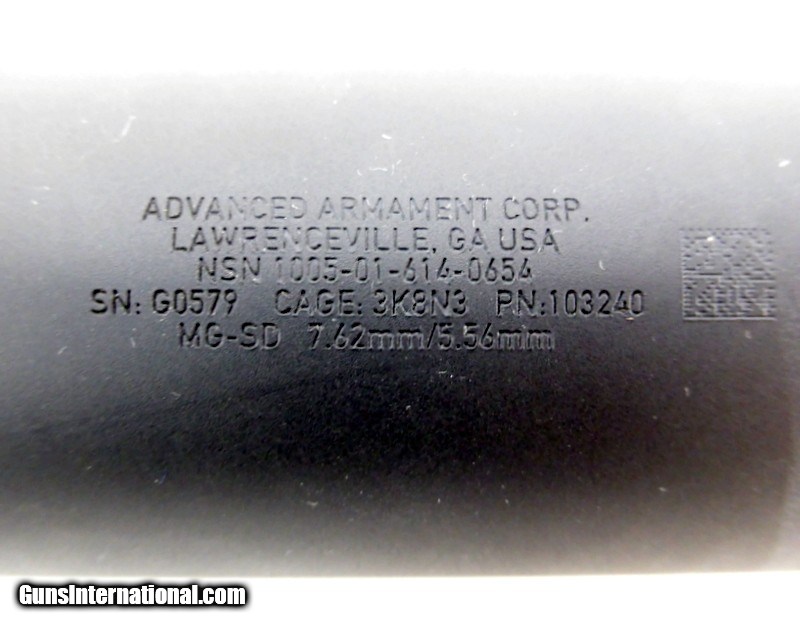 ADVANCED ARMAMENT CORP.
LAWRENCEVILLE, GA USA
NSN 1005-01-614-0654
SN: G0579 CAGE: 3K8N3 PN:103240
MG-SD 7.62mm/5.56mm
GunsInternational.com